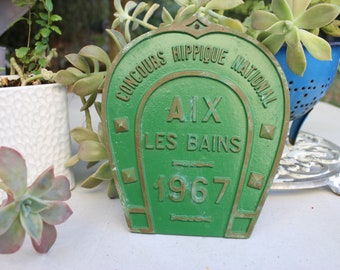 CONCOURS HIPPIQUE NATIONAL
AIX
LES BAINS
1967